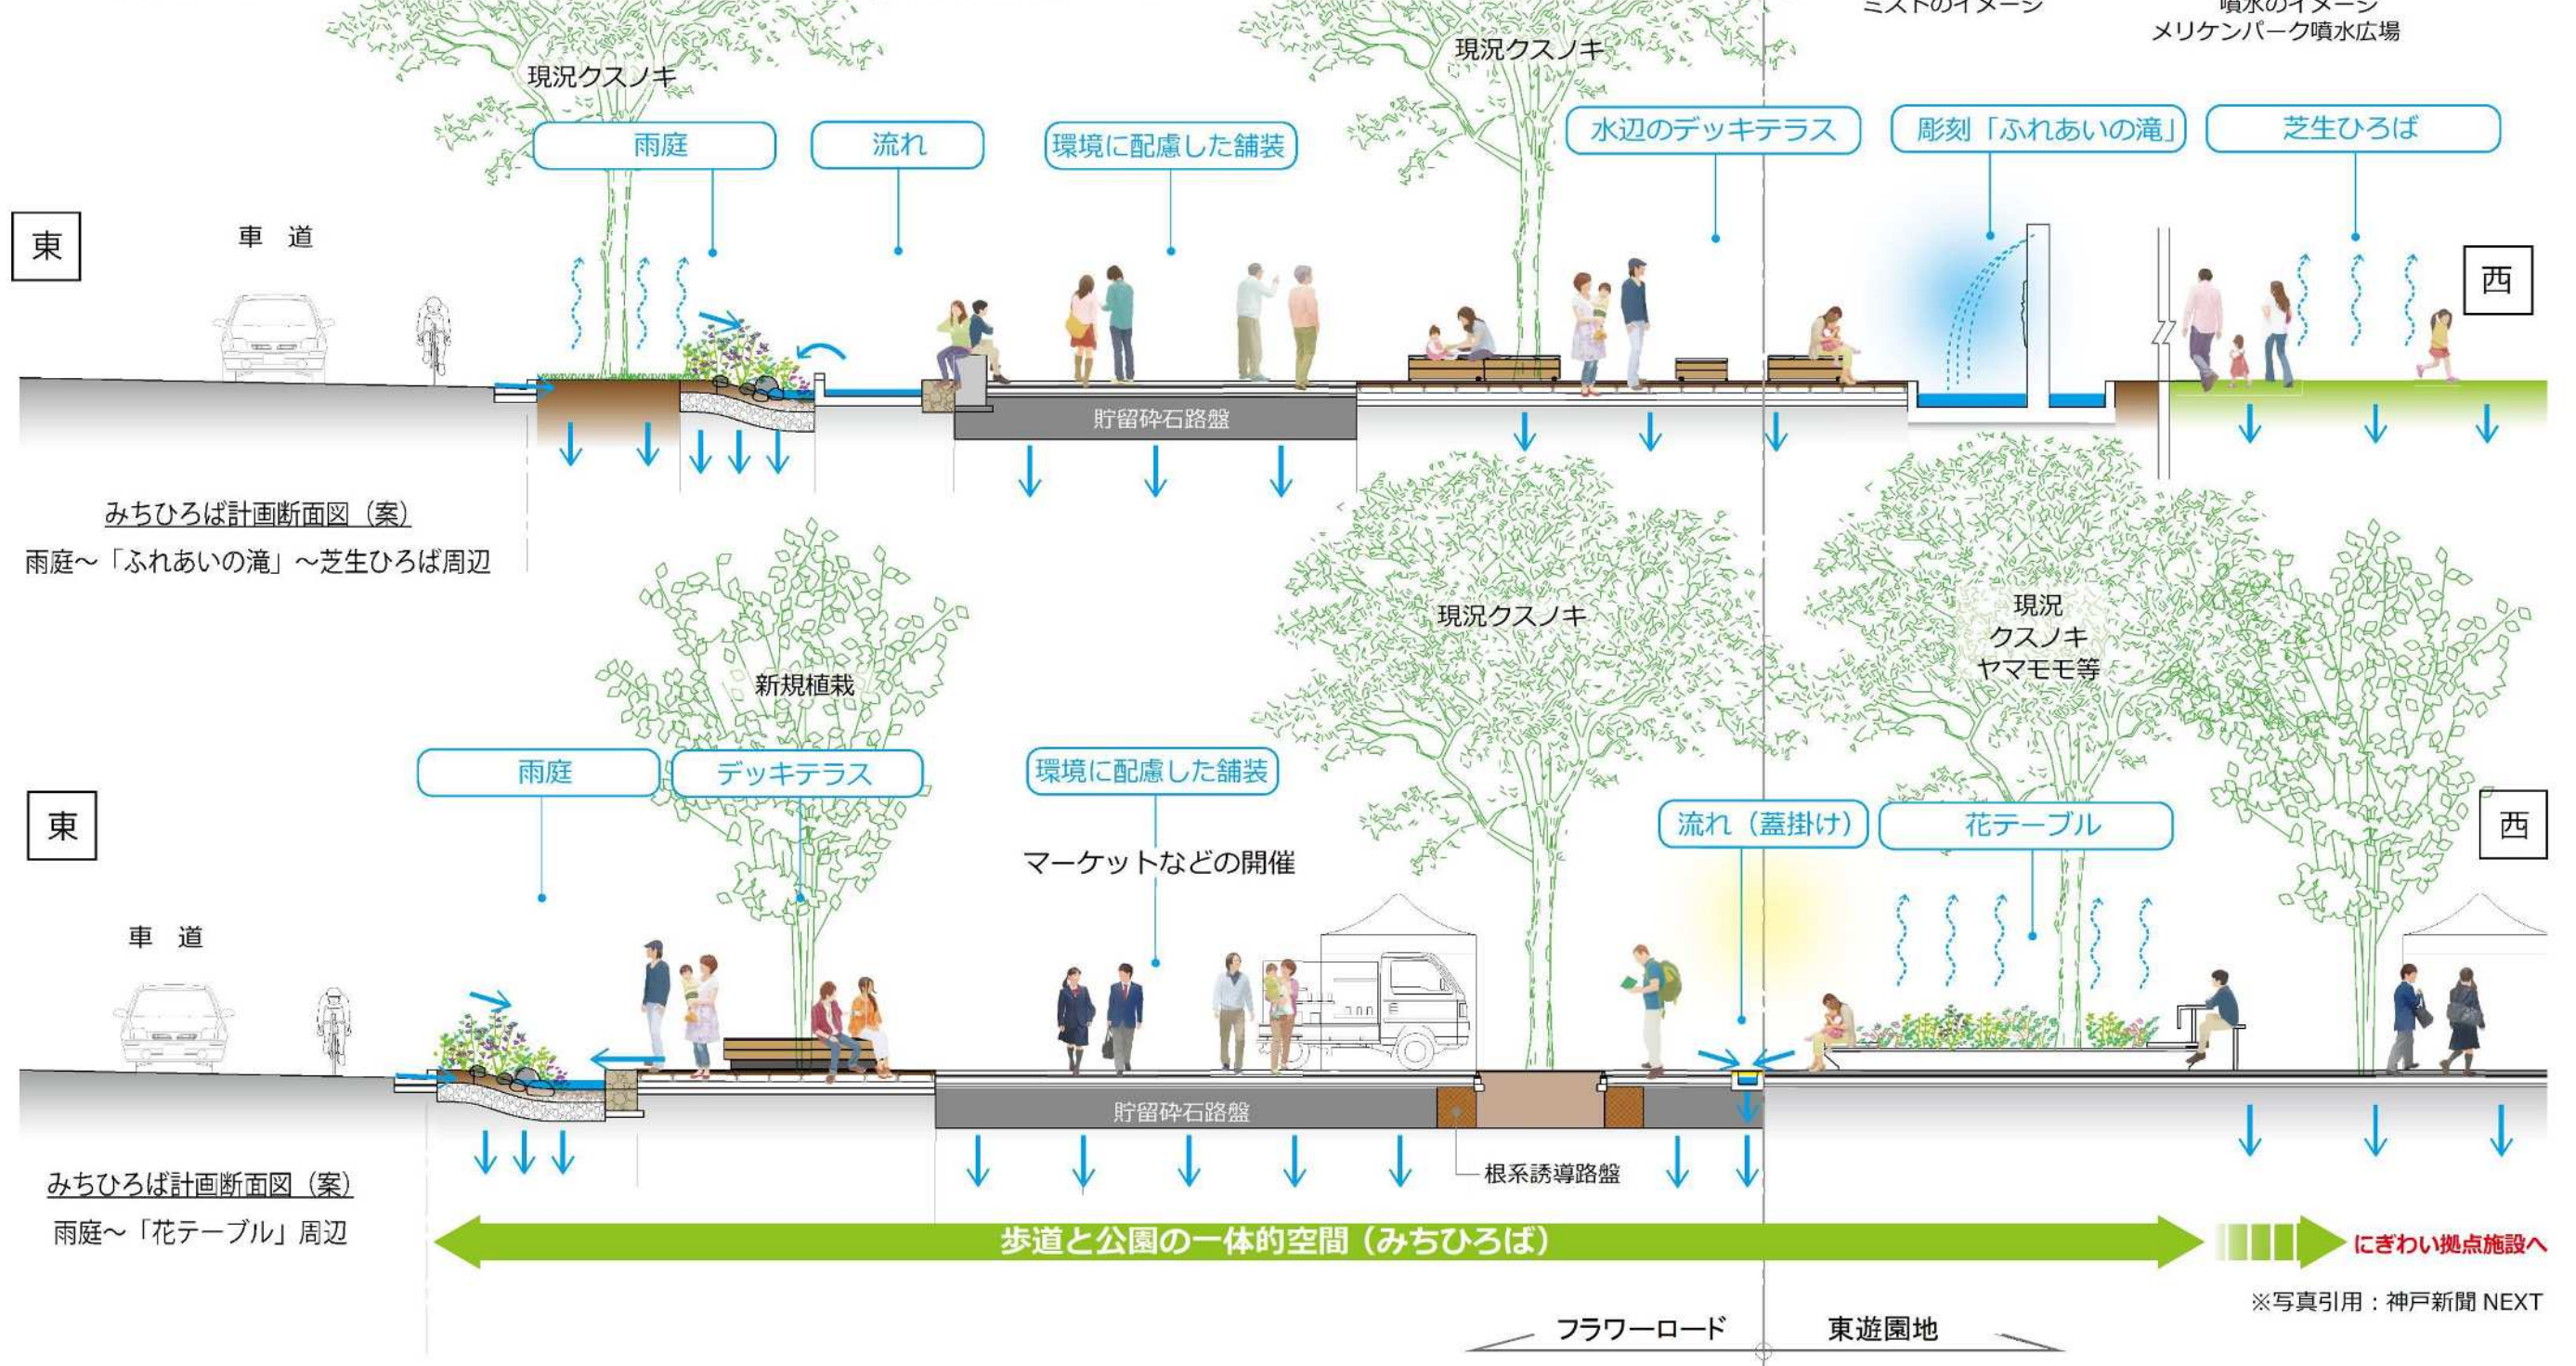 ミストのイメージ
噴水のイメージ
メリケンパーク噴水広場
現況クスノキ
現況クスノキ
雨庭
流れ
環境に配慮した舗装
水辺のデッキテラス
彫刻「ふれあいの滝」
芝生ひろば
東
車 道
西
貯留砕石路盤
みちひろば計画断面図(案)
雨庭～「ふれあいの滝」～芝生ひろば周辺
現況クスノキ
現況
クスノキ
ヤマモモ等
新規植栽
雨庭
デッキテラス
環境に配慮した舗装
流れ(蓋掛け)
花テーブル
東
西
マーケットなどの開催
車 道
貯留砕石路盤
根系誘導路盤
みちひろば計画断面図(案)
雨庭～「花テーブル」周辺
歩道と公園の一体的空間(みちひろば)
にぎわい拠点施設へ
※写真引用：神戸新聞 NEXT
フラワーロード
東遊園地